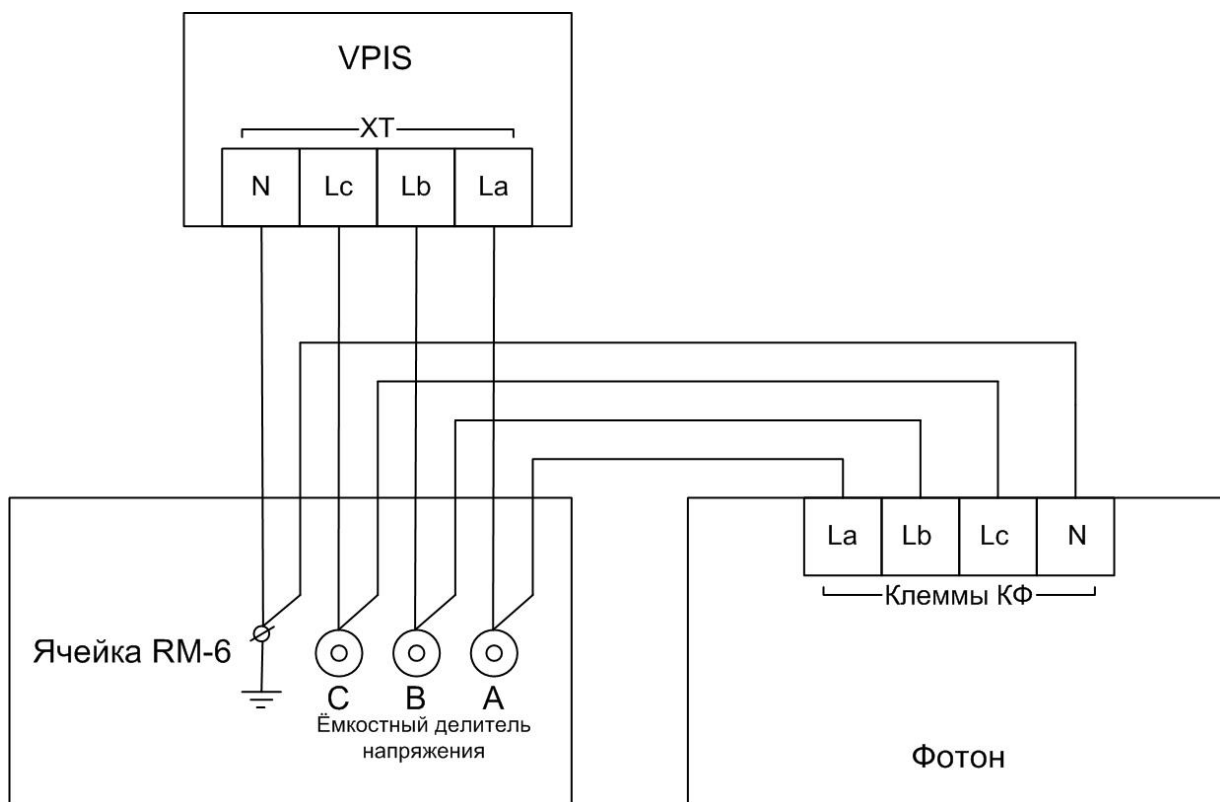 VPIS
XT
N Lc Lb La
La Lb Lc N
Клеммы КФ
Ячейка RM-6
C B A
Ёмкостный делитель
напряжения
Фотон